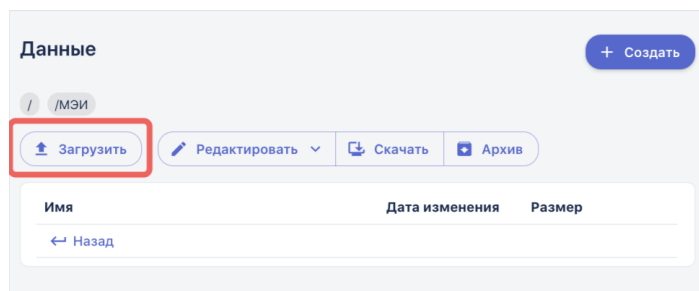 Данные
+ Создать
/ /МЭИ
Загрузить Редактировать Скачать Архив
Имя Дата изменения Размер
Назад